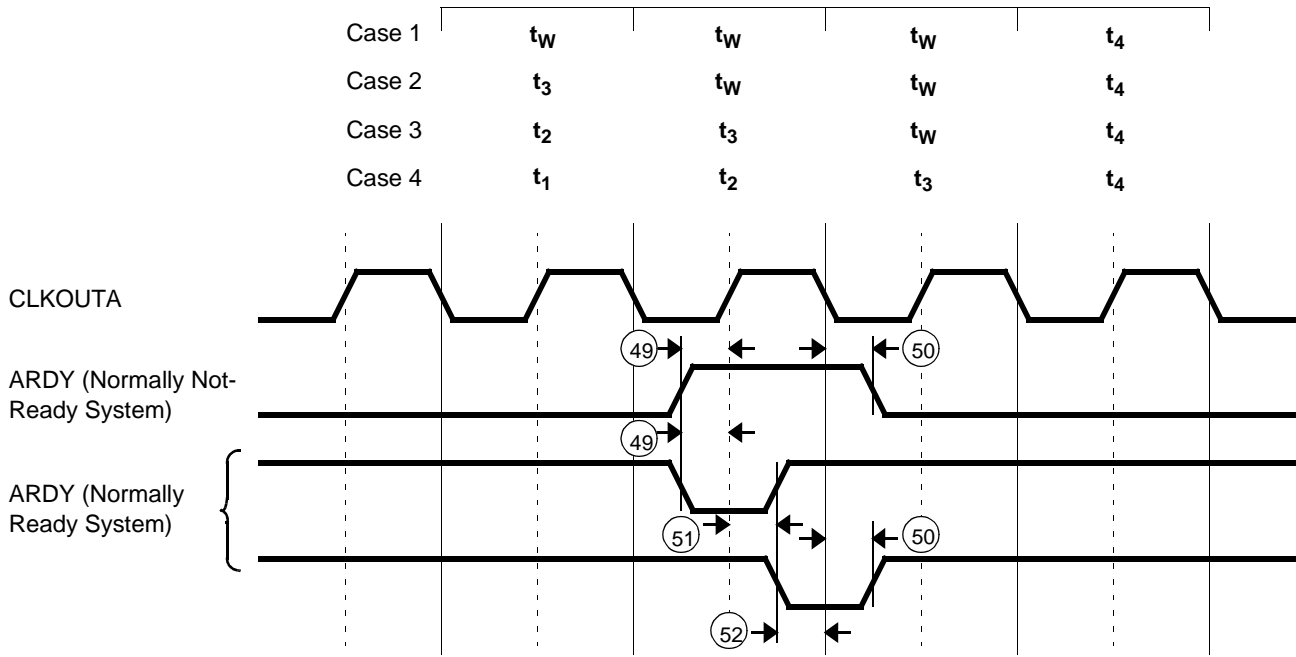 Case 1 tW tW tW t4
Case 2 t3 tW tW t4
Case 3 t2 t3 tW t4
Case 4 t1 t2 t3 t4
CLKOUTA
49 50
ARDY (Normally Not-
Ready System)
49
ARDY (Normally
Ready System)
51 50
52